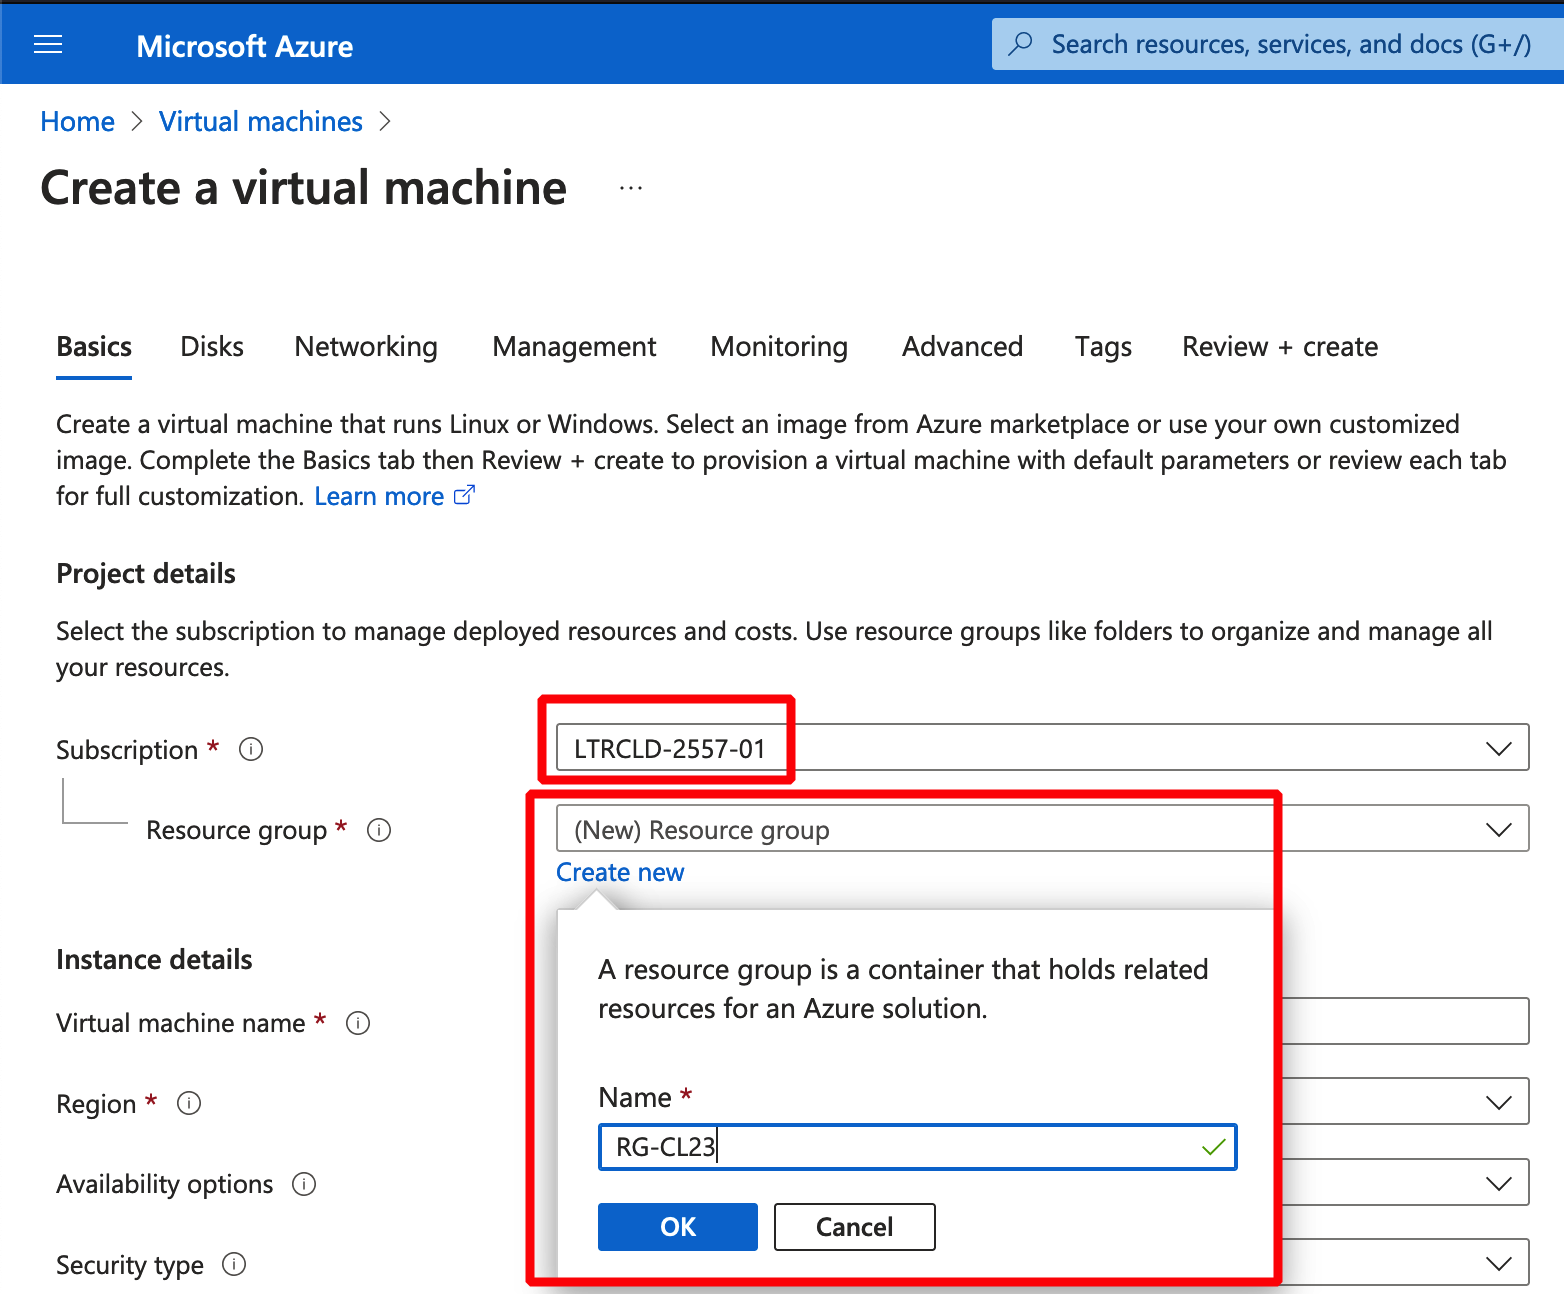 Microsoft Azure
Search resources, services, and docs (G+/)
Home > Virtual machines >
Create a virtual machine ...
Basics Disks Networking Management Monitoring Advanced Tags Review + create
Create a virtual machine that runs Linux or Windows. Select an image from Azure marketplace or use your own customized
image. Complete the Basics tab then Review + create to provision a virtual machine with default parameters or review each tab
for full customization. Learn more
Project details
Select the subscription to manage deployed resources and costs. Use resource groups like folders to organize and manage all
your resources.
Subscription *
LTRCLD-2557-01
Resource group *
(New) Resource group
Create new
A resource group is a container that holds related
resources for an Azure solution.
Name *
RG-CL23
OK Cancel
Instance details
Virtual machine name *
Region *
Availability options
Security type